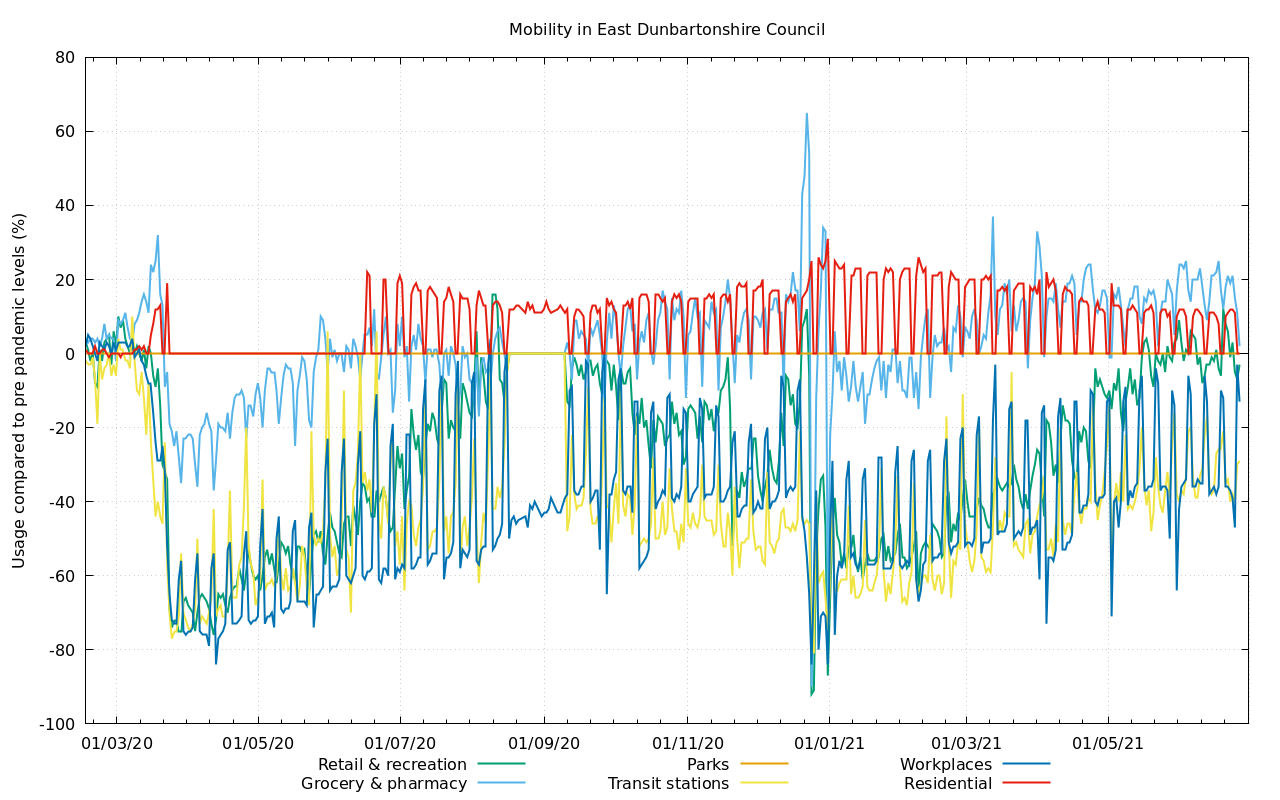 Mobility in East Dunbartonshire Council
Usage compared to pre pandemic levels (%)
80
60
40
20
0
-20
-40
-60
-80
-100
01/03/20 01/05/20 01/07/20 01/09/20 01/11/20 01/01/21 01/03/21 01/05/21
Retail & recreation Parks Workplaces
Grocery & pharmacy Transit stations Residential